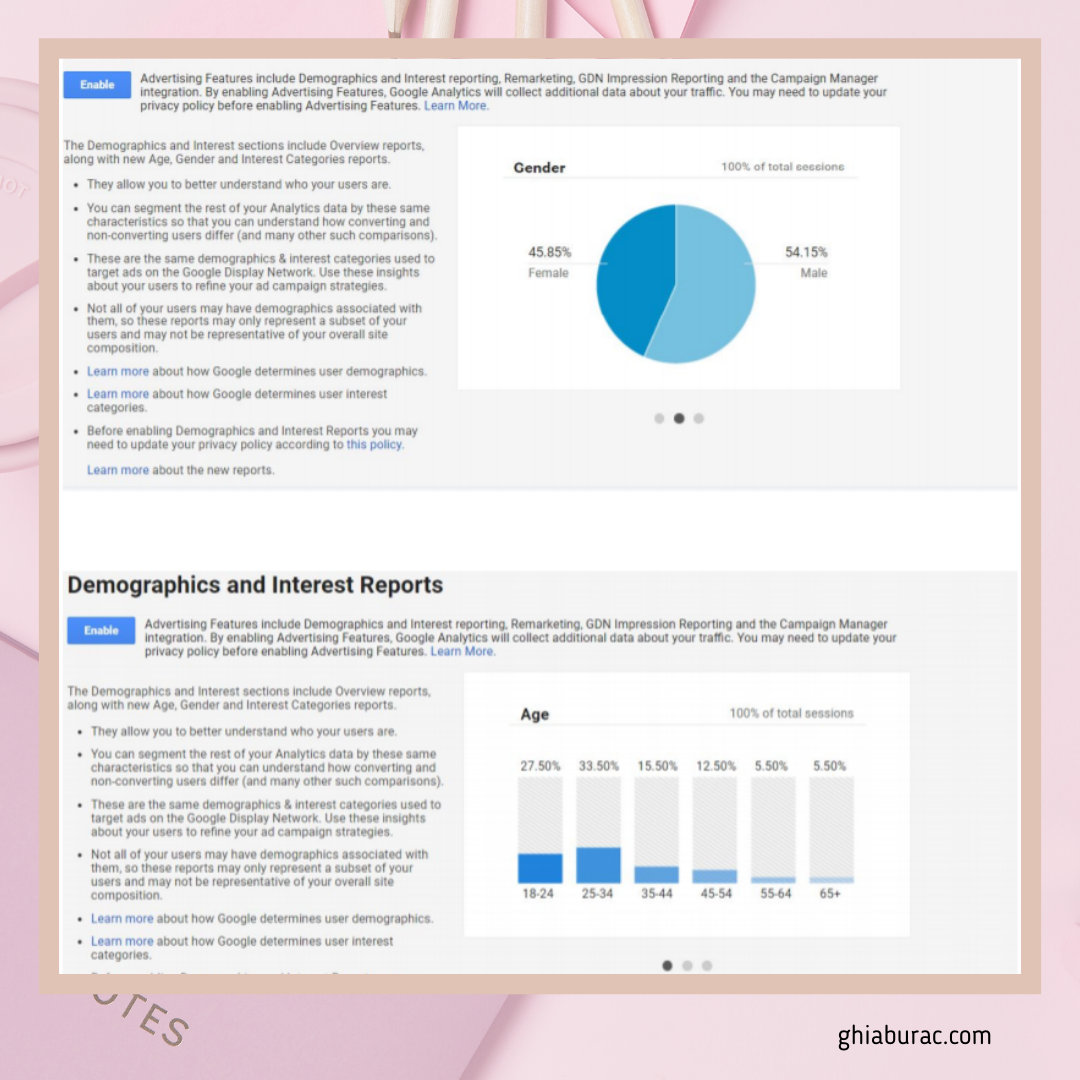 OT
Enable
Advertising Features include Demographics and Interest reporting, Remarketing, GDN Impression Reporting and the Campaign Manager
integration. By enabling Advertising Features, Google Analytics will collect additional data about your traffic. You may need to update your
privacy policy before enabling Advertising Features. Learn More.
The Demographics and Interest sections include Overview reports,
along with new Age, Gender and Interest Categories reports.
• They allow you to better understand who your users are.
• You can segment the rest of your Analytics data by these same
characteristics so that you can understand how converting and
non-converting users differ (and many other such comparisons).
• These are the same demographics & interest categories used to
target ads on the Google Display Network. Use these insights
about your users to refine your ad campaign strategies.
• Not all of your users may have demographics associated with
them, so these reports may only represent a subset of your
users and may not be representative of your overall site
composition.
• Learn more about how Google determines user demographics.
• Learn more about how Google determines user interest
categories.
• Before enabling Demographics and Interest Reports you may
need to update your privacy policy according to this policy.
Learn more about the new reports.
Gender 100% of total sessions
45.85% 54.15%
Female Male
Demographics and Interest Reports
Enable
Advertising Features include Demographics and Interest reporting, Remarketing, GDN Impression Reporting and the Campaign Manager
integration. By enabling Advertising Features, Google Analytics will collect additional data about your traffic. You may need to update your
privacy policy before enabling Advertising Features. Learn More.
The Demographics and Interest sections include Overview reports,
along with new Age, Gender and Interest Categories reports.
• They allow you to better understand who your users are.
• You can segment the rest of your Analytics data by these same
characteristics so that you can understand how converting and
non-converting users differ (and many other such comparisons).
• These are the same demographics & interest categories used to
target ads on the Google Display Network. Use these insights
about your users to refine your ad campaign strategies.
• Not all of your users may have demographics associated with
them, so these reports may only represent a subset of your
users and may not be representative of your overall site
composition.
• Learn more about how Google determines user demographics.
• Learn more about how Google determines user interest
categories.
Age 100% of total sessions
27.50% 33.50% 15.50% 12.50% 5.50% 5.50%
18-24 25-34 35-44 45-54 55-64 65+
OTES
ghiaburac.com